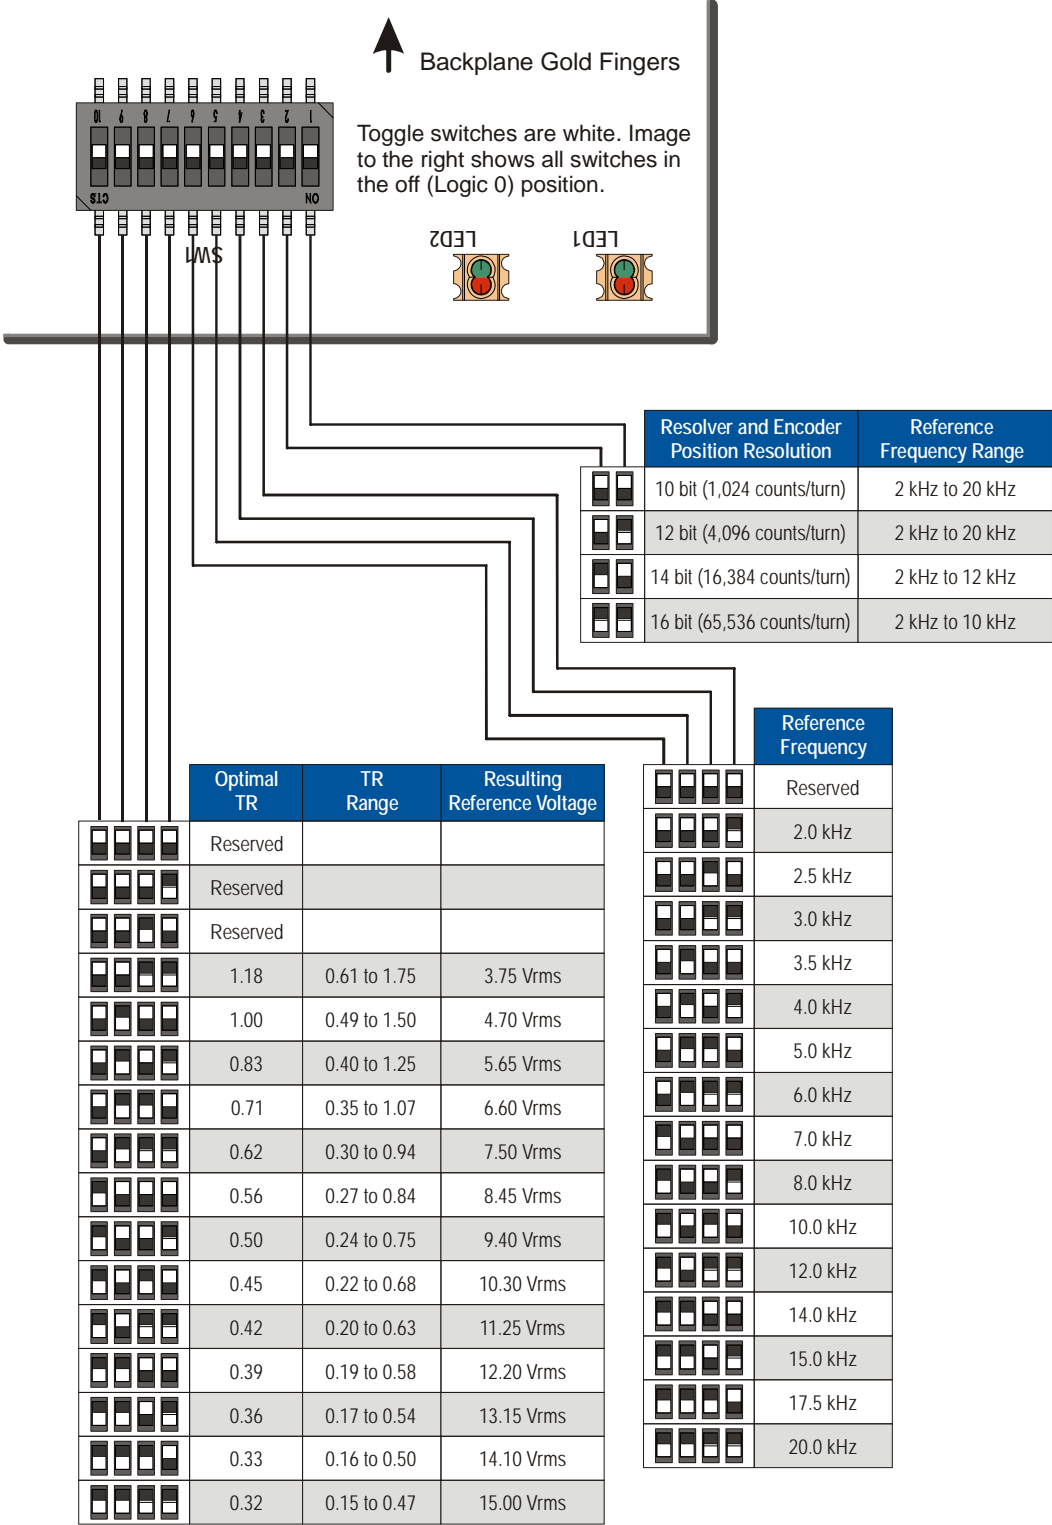 Backplane Gold Fingers
10 9 8 7 6 5 4 3 2 1
Toggle switches are white. Image
to the right shows all switches in
the off (Logic 0) position.
CTS ON
SW1
LED2 LED1
Resolver and Encoder
Position Resolution
Reference
Frequency Range
10 bit (1,024 counts/turn) 2 kHz to 20 kHz
12 bit (4,096 counts/turn) 2 kHz to 20 kHz
14 bit (16,384 counts/turn) 2 kHz to 12 kHz
16 bit (65,536 counts/turn) 2 kHz to 10 kHz
Reference
Frequency
Reserved
2.0 kHz
2.5 kHz
3.0 kHz
3.5 kHz
4.0 kHz
5.0 kHz
6.0 kHz
7.0 kHz
8.0 kHz
10.0 kHz
12.0 kHz
14.0 kHz
15.0 kHz
17.5 kHz
20.0 kHz
Optimal
TR
TR
Range
Resulting
Reference Voltage
Reserved
Reserved
Reserved
1.18 0.61 to 1.75 3.75 Vrms
1.00 0.49 to 1.50 4.70 Vrms
0.83 0.40 to 1.25 5.65 Vrms
0.71 0.35 to 1.07 6.60 Vrms
0.62 0.30 to 0.94 7.50 Vrms
0.56 0.27 to 0.84 8.45 Vrms
0.50 0.24 to 0.75 9.40 Vrms
0.45 0.22 to 0.68 10.30 Vrms
0.42 0.20 to 0.63 11.25 Vrms
0.39 0.19 to 0.58 12.20 Vrms
0.36 0.17 to 0.54 13.15 Vrms
0.33 0.16 to 0.50 14.10 Vrms
0.32 0.15 to 0.47 15.00 Vrms